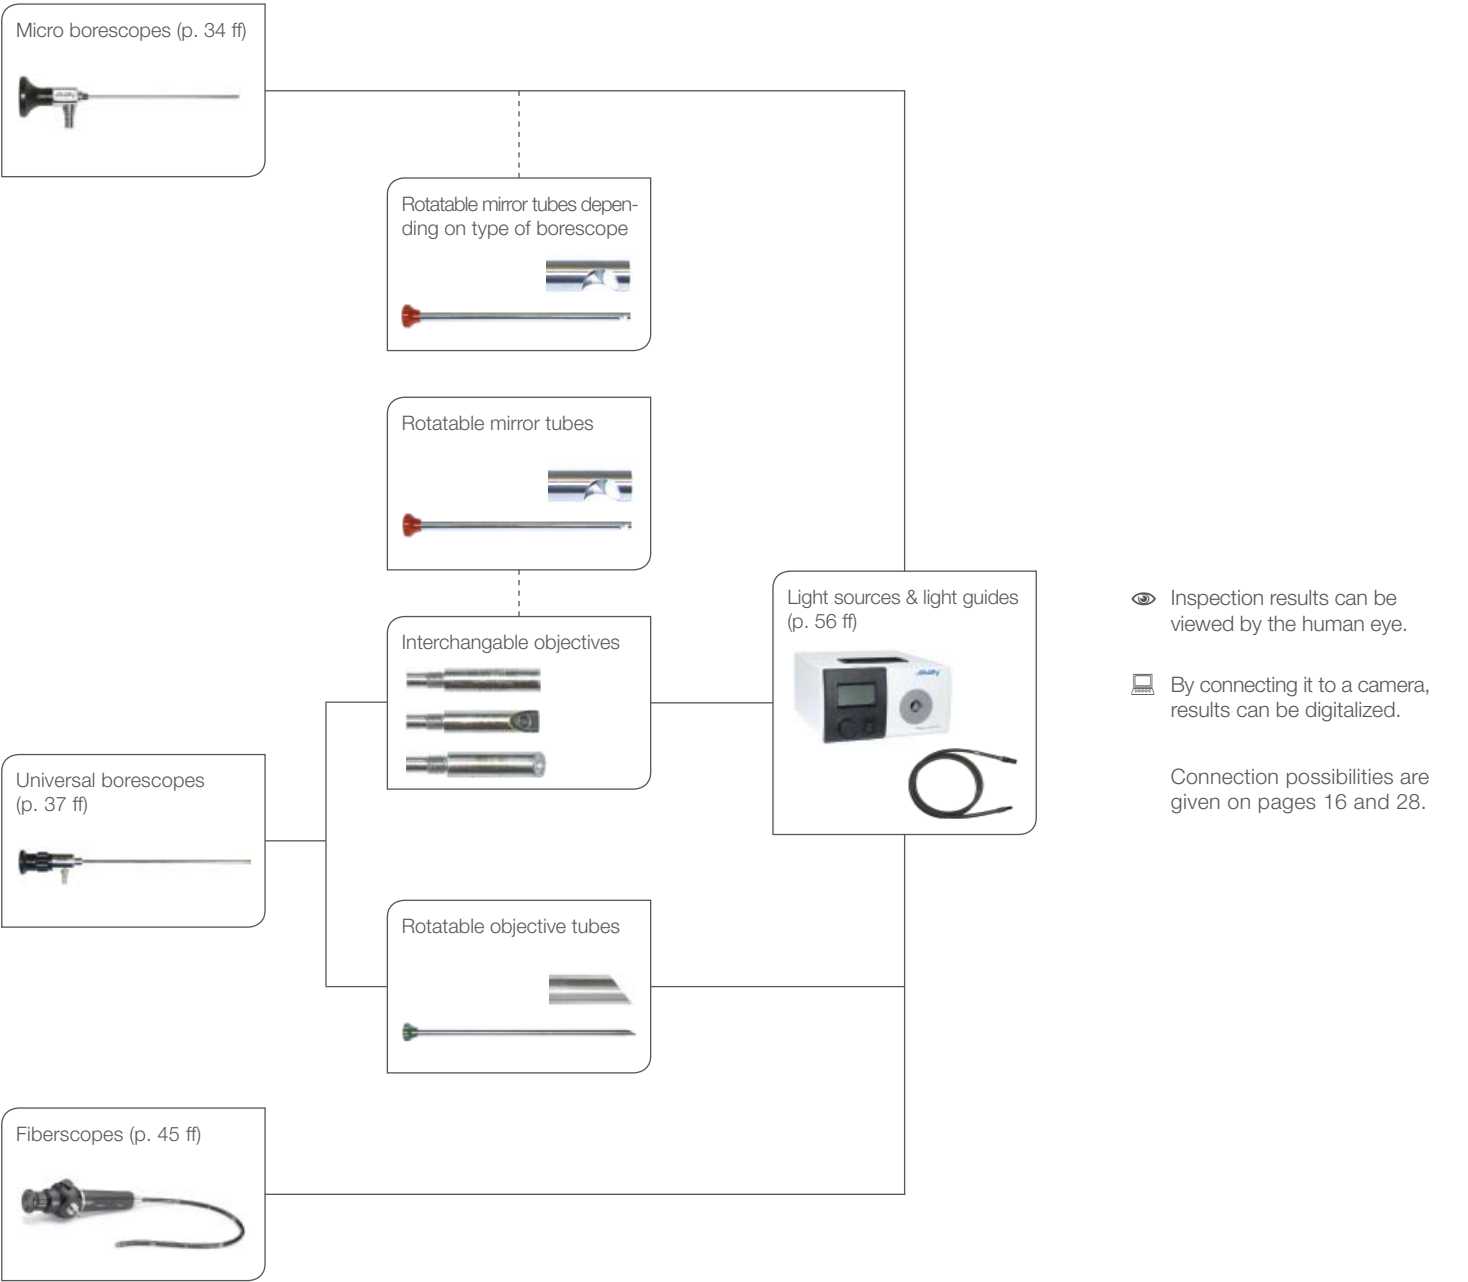 Micro borescopes (p. 34 ff)
Rotatable mirror tubes depen-
ding on type of borescope
Rotatable mirror tubes
Interchangable objectives
Light sources & light guides
(p. 56 ff)
Universal borescopes
(p. 37 ff)
Rotatable objective tubes
Fiberscopes (p. 45 ff)
Inspection results can be
viewed by the human eye.
By connecting it to a camera,
results can be digitalized.
Connection possibilities are
given on pages 16 and 28.